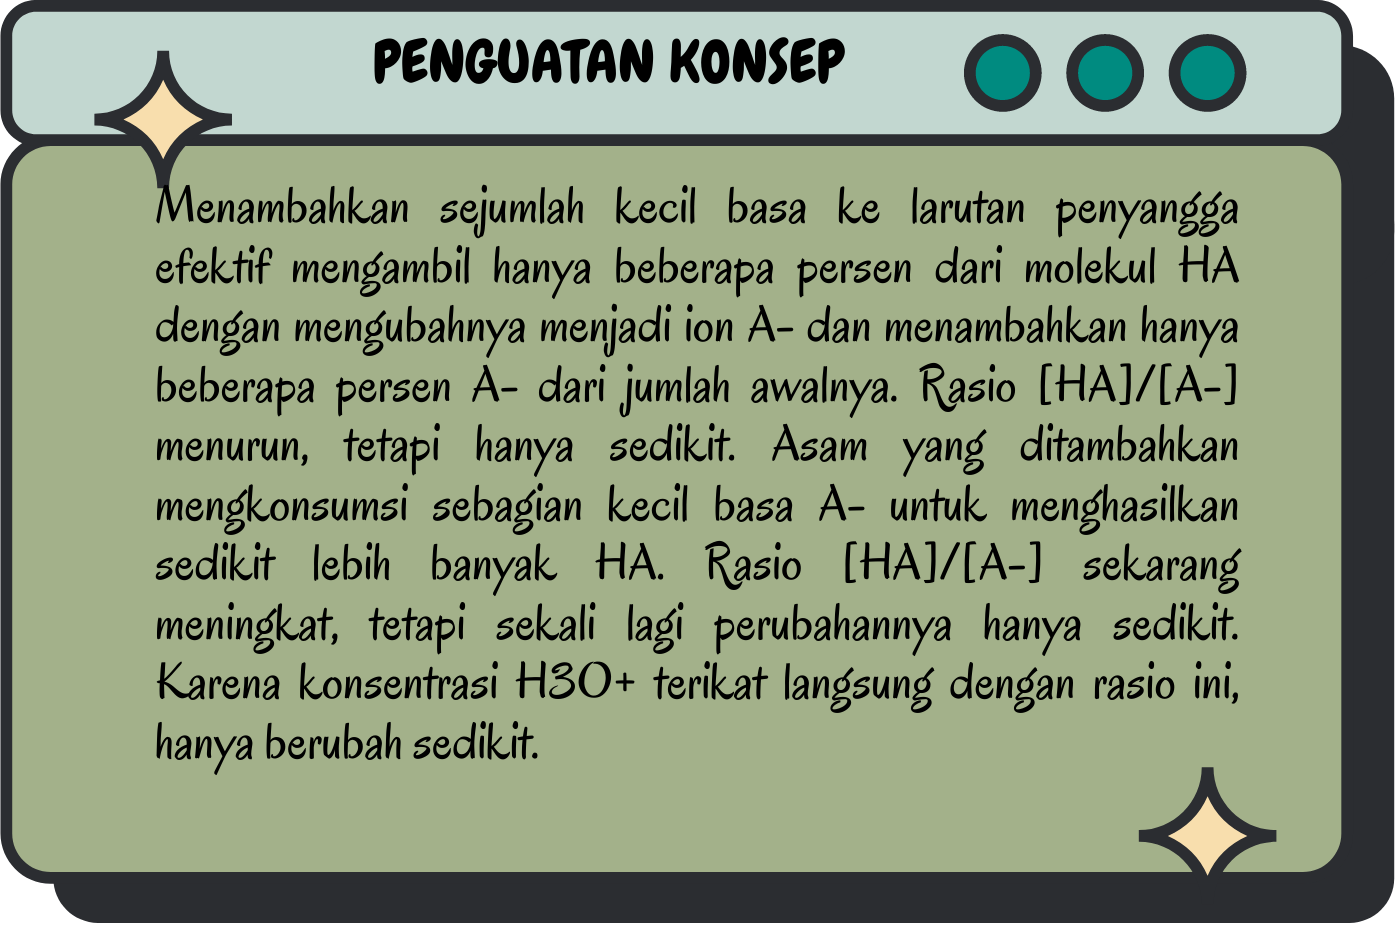 PENGUATAN KONSEP
Menambahkan sejumlah kecil basa ke larutan penyangga
efektif mengambil hanya beberapa persen dari molekul HA
dengan mengubahnya menjadi ion A- dan menambahkan hanya
beberapa persen A- dari jumlah awalnya. Rasio [HA]/[A-]
menurun, tetapi hanya sedikit. Asam yang ditambahkan
mengkonsumsi sebagian kecil basa A- untuk menghasilkan
sedikit lebih banyak HA. Rasio [HA]/[A-] sekarang
meningkat, tetapi sekali lagi perubahannya hanya sedikit.
Karena konsentrasi H3O+ terikat langsung dengan rasio ini,
hanya berubah sedikit.